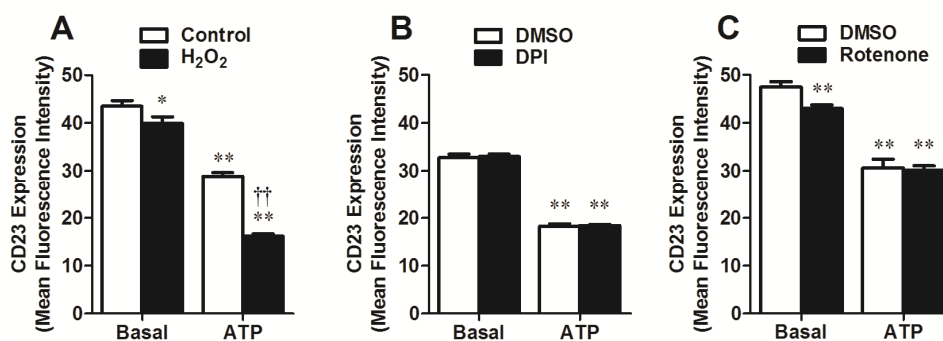 A
Control
H₂O₂
CD23 Expression
(Mean Fluorescence Intensity)
50
40
30
20
10
0
*
**
††
**
Basal
ATP
B
DMSO
DPI
CD23 Expression
(Mean Fluorescence Intensity)
50
40
30
20
10
0
**
**
Basal
ATP
C
DMSO
Rotenone
CD23 Expression
(Mean Fluorescence Intensity)
50
40
30
20
10
0
**
**
**
Basal
ATP